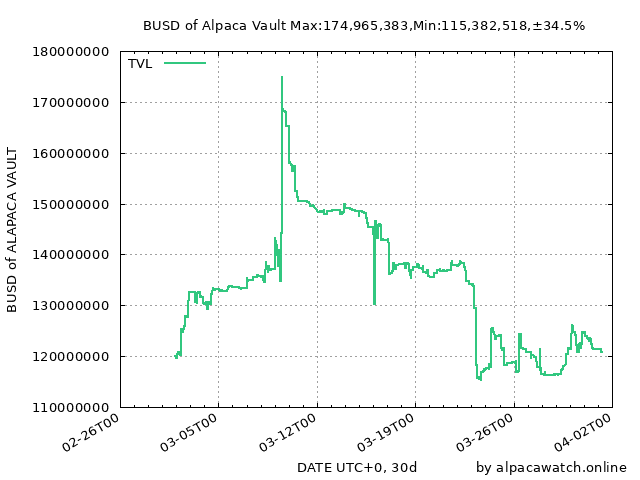 BUSD of Alpaca Vault Max:174,965,383,Min:115,382,518,±34.5%
TVL
180000000
170000000
160000000
150000000
140000000
130000000
120000000
110000000
BUSD of ALAPACA VAULT
02-26T00
03-05T00
03-12T00
03-19T00
03-26T00
04-02T00
DATE UTC+0, 30d
by alpacawatch.online